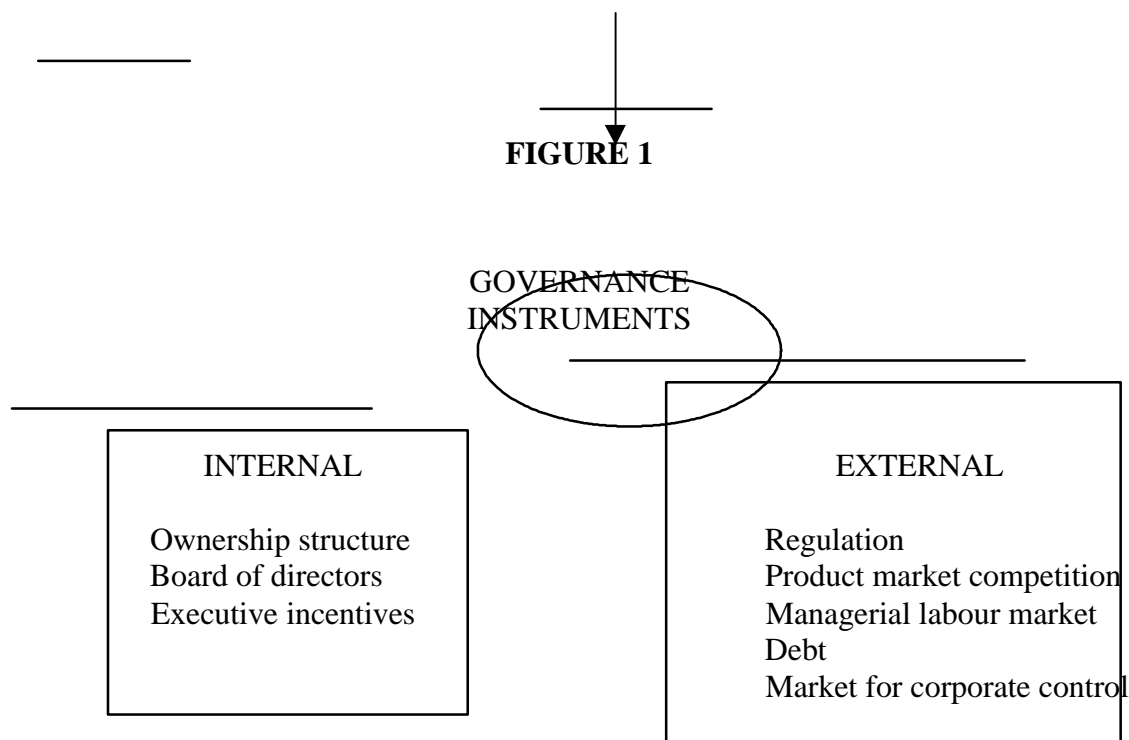 FIGURE 1
GOVERNANCE
INSTRUMENTS
INTERNAL
Ownership structure
Board of directors
Executive incentives
EXTERNAL
Regulation
Product market competition
Managerial labour market
Debt
Market for corporate control